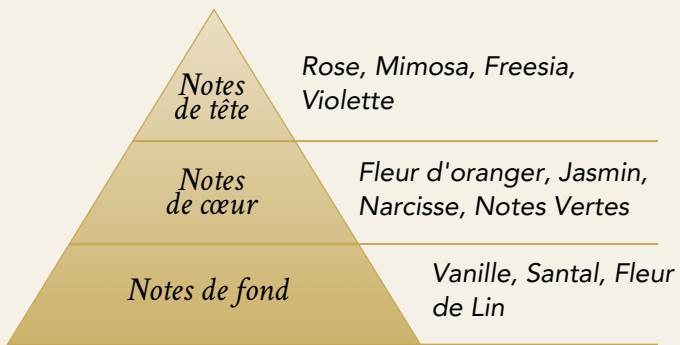 Notes
de tête
Rose, Mimosa, Freesia,
Violette
Notes
de cœur
Fleur d'oranger, Jasmin,
Narcisse, Notes Vertes
Notes de fond
Vanille, Santal, Fleur
de Lin